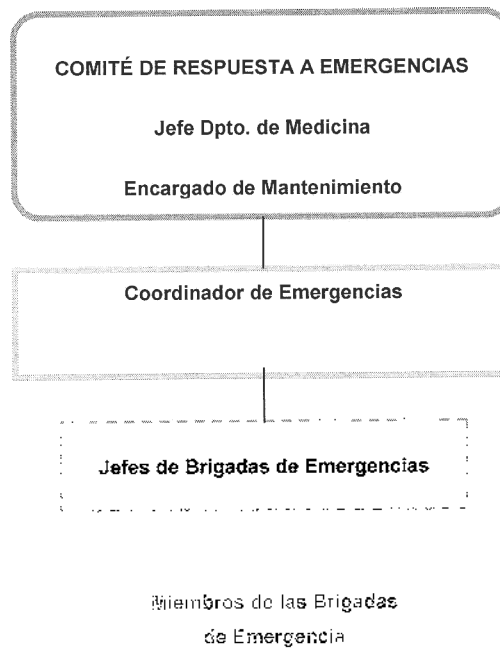 COMITÉ DE RESPUESTA A EMERGENCIAS
Jefe Dpto. de Medicina
Encargado de Mantenimiento
Coordinador de Emergencias
Jefes de Brigadas de Emergencias
Miembros de las Brigadas
de Emergencia